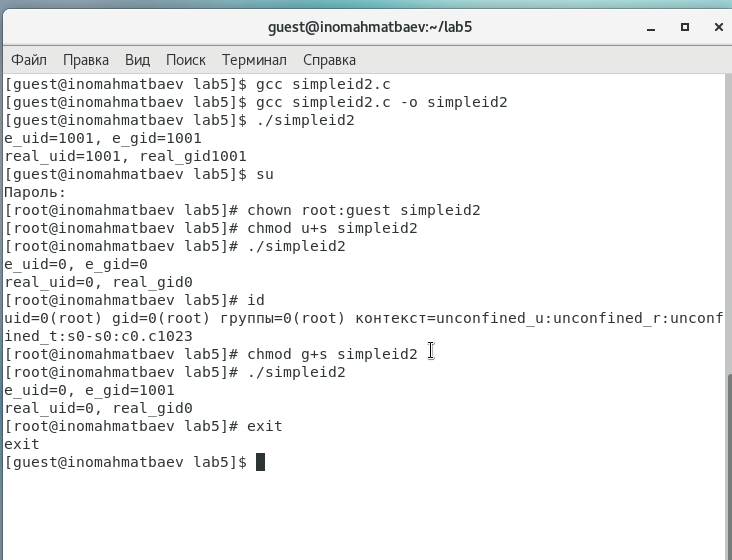 guest@inomahmatbaev:~/lab5
Файл Правка Вид Поиск Терминал Справка
[guest@inomahmatbaev lab5]$ gcc simpleid2.c
[guest@inomahmatbaev lab5]$ gcc simpleid2.c -o simpleid2
[guest@inomahmatbaev lab5]$ ./simpleid2
e_uid=1001, e_gid=1001
real_uid=1001, real_gid1001
[guest@inomahmatbaev lab5]$ su
Пароль:
[root@inomahmatbaev lab5]# chown root:guest simpleid2
[root@inomahmatbaev lab5]# chmod u+s simpleid2
[root@inomahmatbaev lab5]# ./simpleid2
e_uid=0, e_gid=0
real_uid=0, real_gid0
[root@inomahmatbaev lab5]# id
uid=0(root) gid=0(root) группы=0(root) контекст=unconfined_u:unconfined_r:unconf
ined_t:s0-s0:c0.c1023
[root@inomahmatbaev lab5]# chmod g+s simpleid2
[root@inomahmatbaev lab5]# ./simpleid2
e_uid=0, e_gid=1001
real_uid=0, real_gid0
[root@inomahmatbaev lab5]# exit
exit
[guest@inomahmatbaev lab5]$